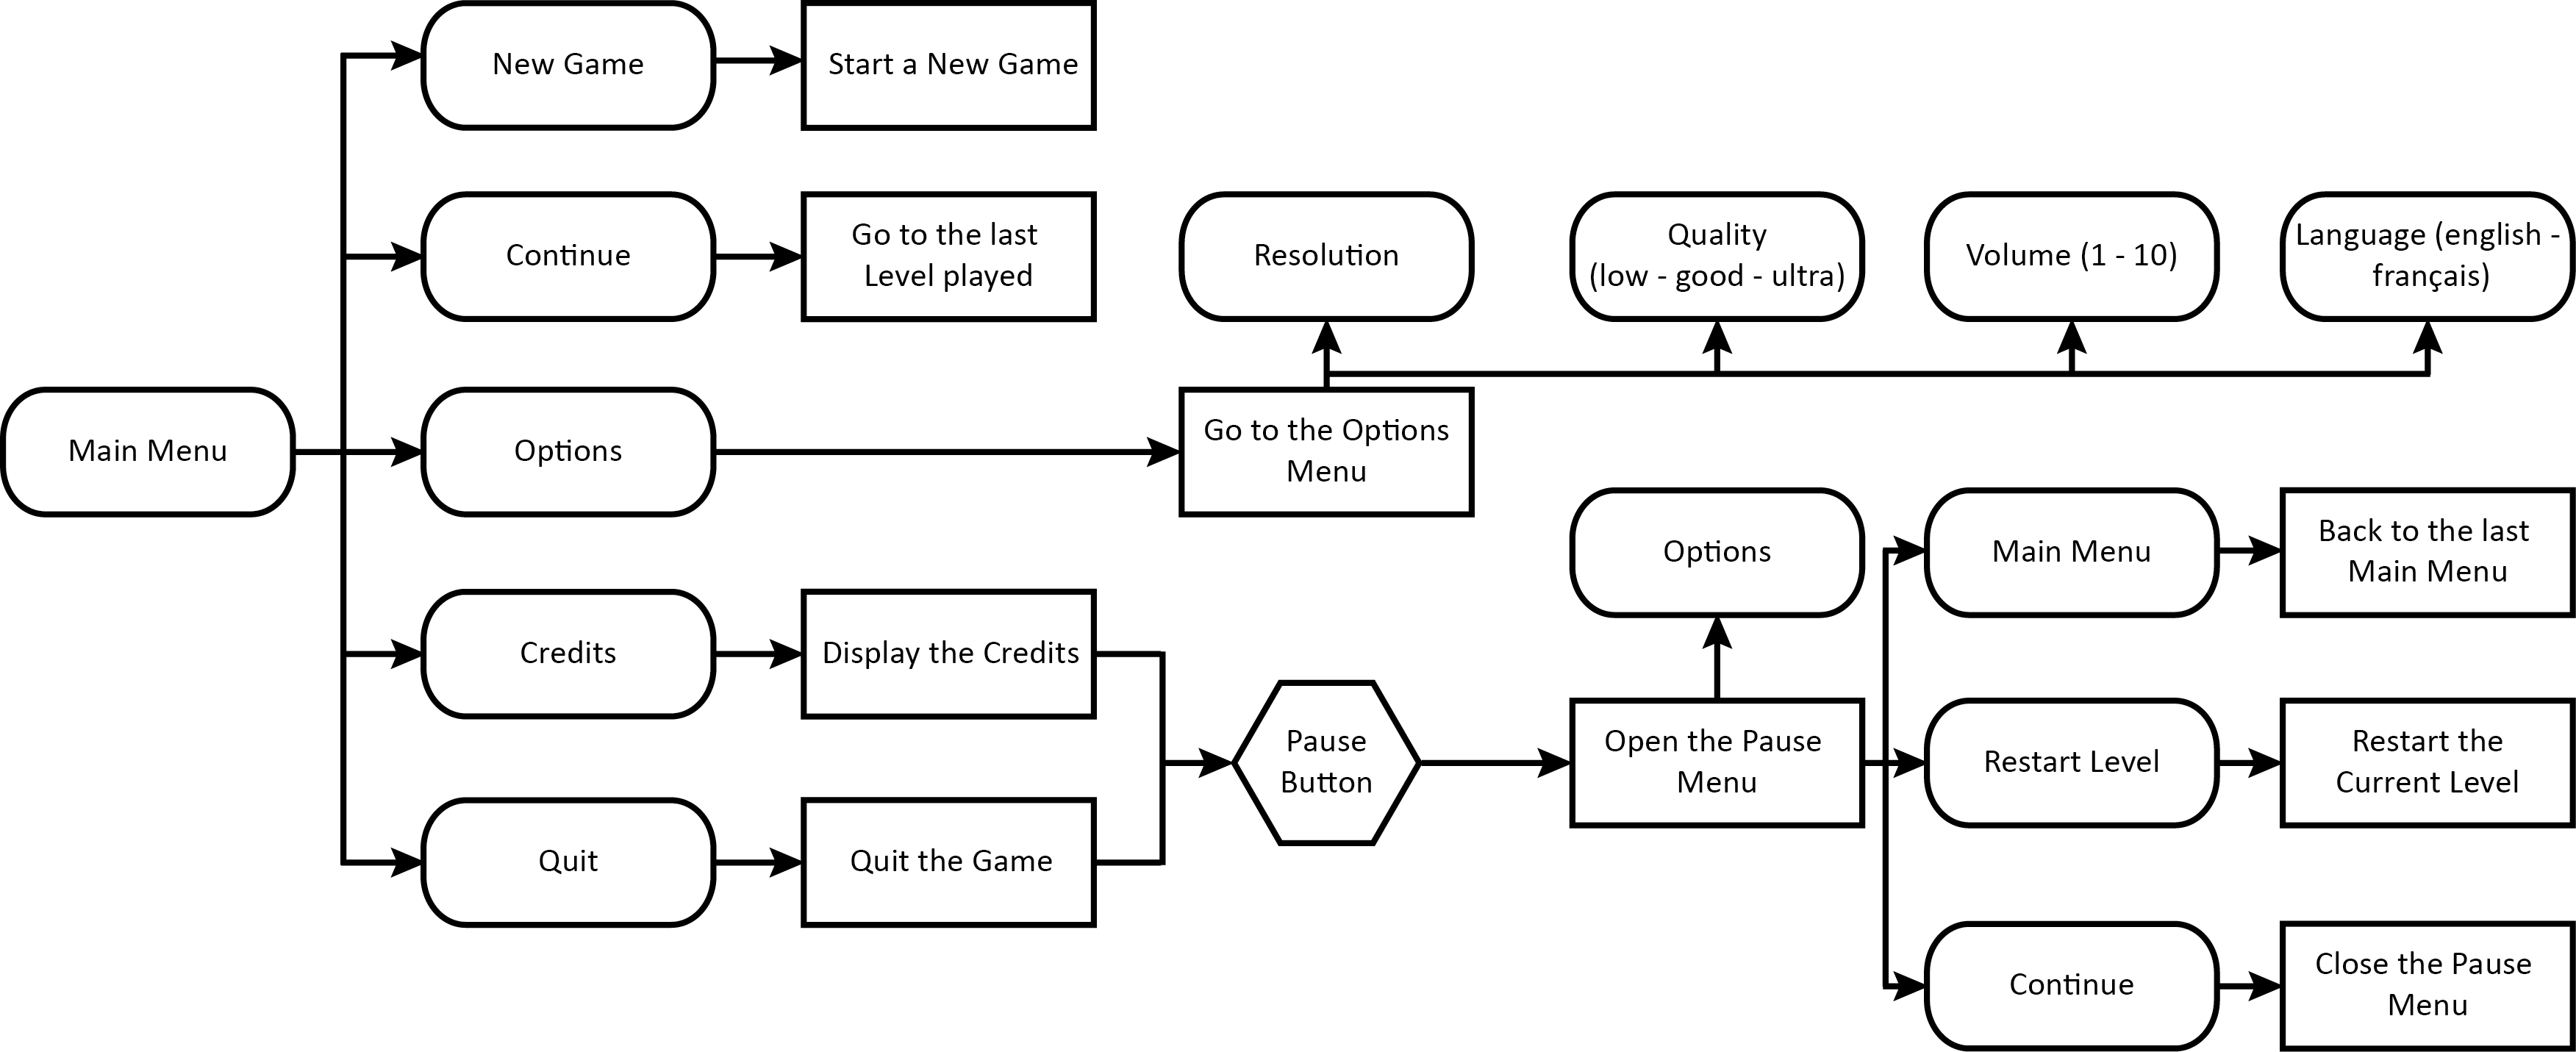 New Game
Start a New Game
Continue
Go to the last
Level played
Resolution
Quality
(low - good - ultra)
Volume (1 - 10)
Language (english -
français)
Main Menu
Options
Go to the Options
Menu
Options
Main Menu
Back to the last
Main Menu
Credits
Display the Credits
Pause
Button
Open the Pause
Menu
Restart Level
Restart the
Current Level
Quit
Quit the Game
Continue
Close the Pause
Menu